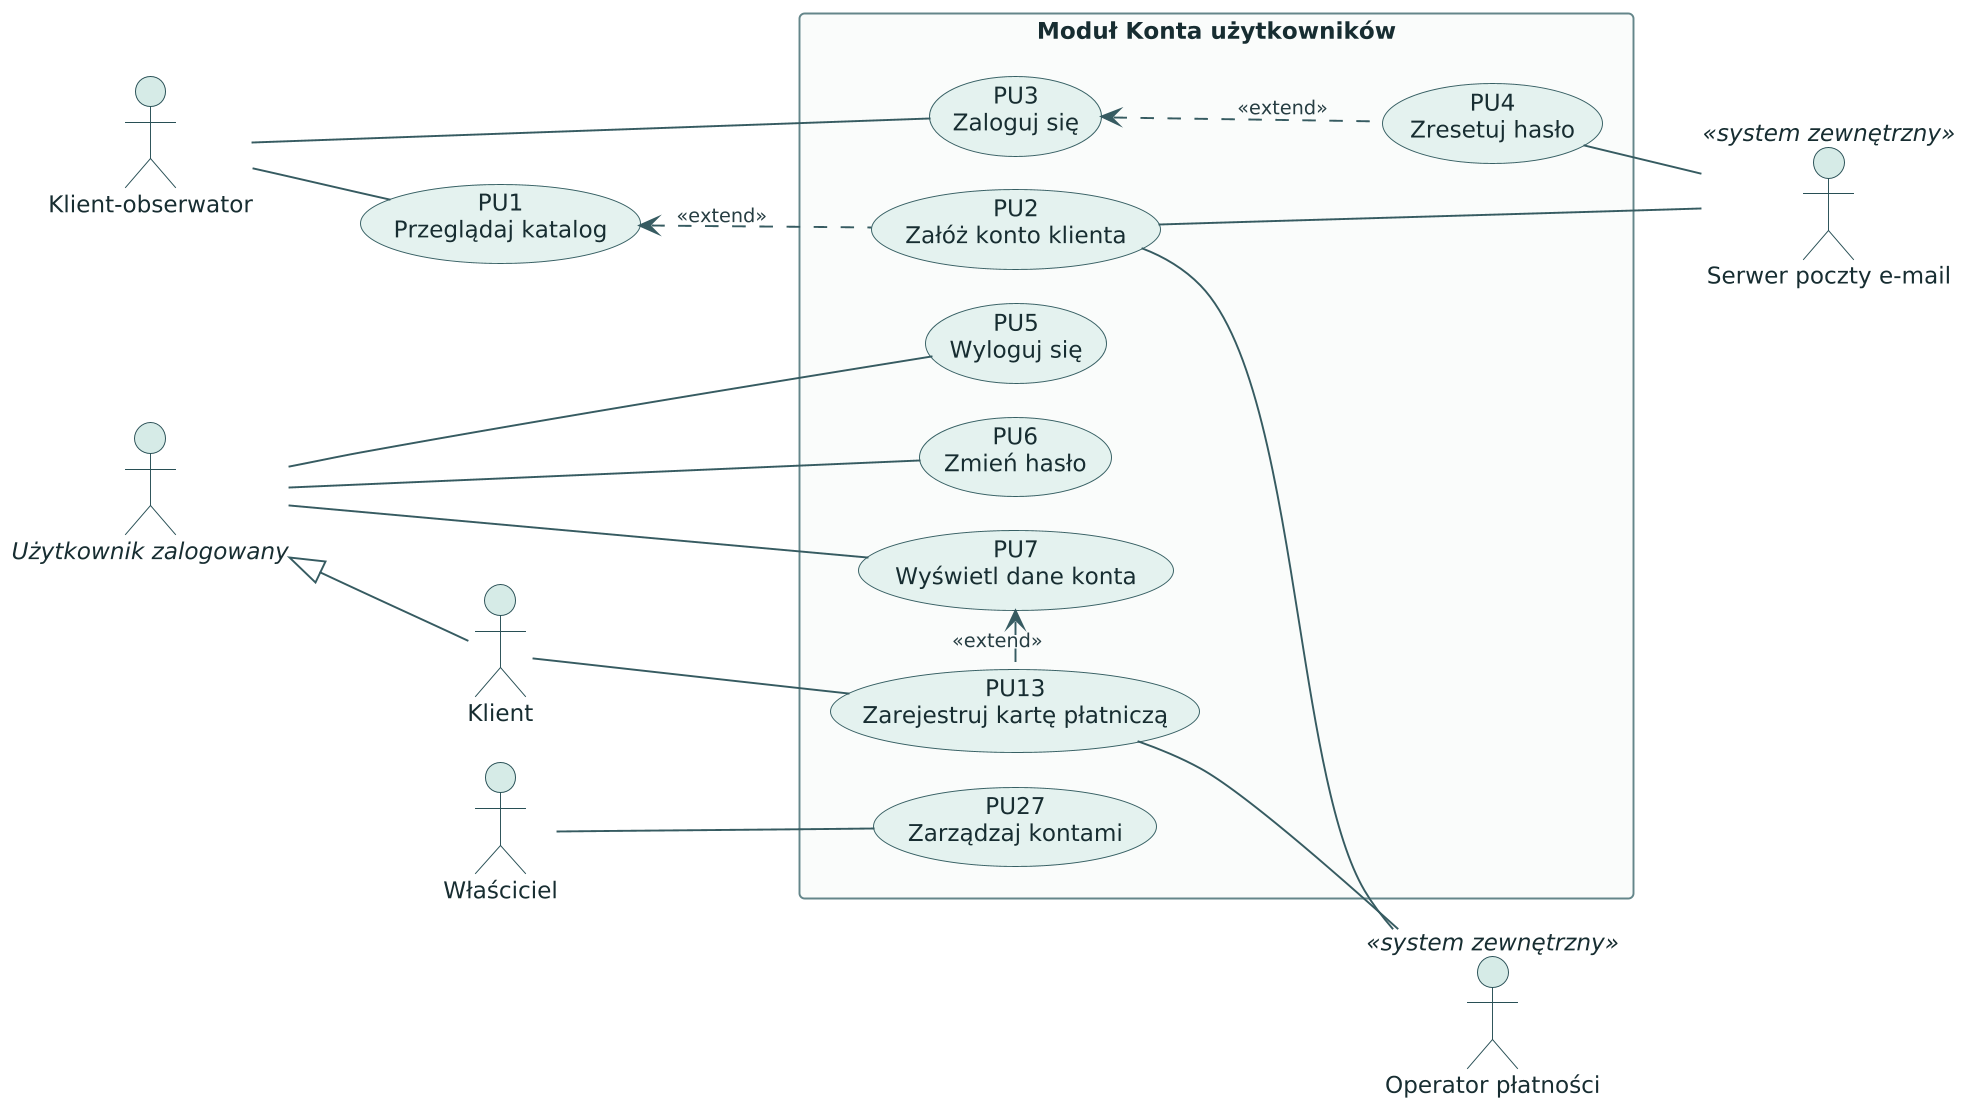 Moduł Konta użytkowników
PU3
Zaloguj się
«extend»
PU4
Zresetuj hasło
«system zewnętrzny»
Serwer poczty e-mail
Klient-obserwator
PU1
Przeglądaj katalog
«extend»
PU2
Załóż konto klienta
PU5
Wyloguj się
PU6
Zmień hasło
Użytkownik zalogowany
PU7
Wyświetl dane konta
«extend»
Klient
PU13
Zarejestruj kartę płatniczą
Właściciel
PU27
Zarządzaj kontami
«system zewnętrzny»
Operator płatności